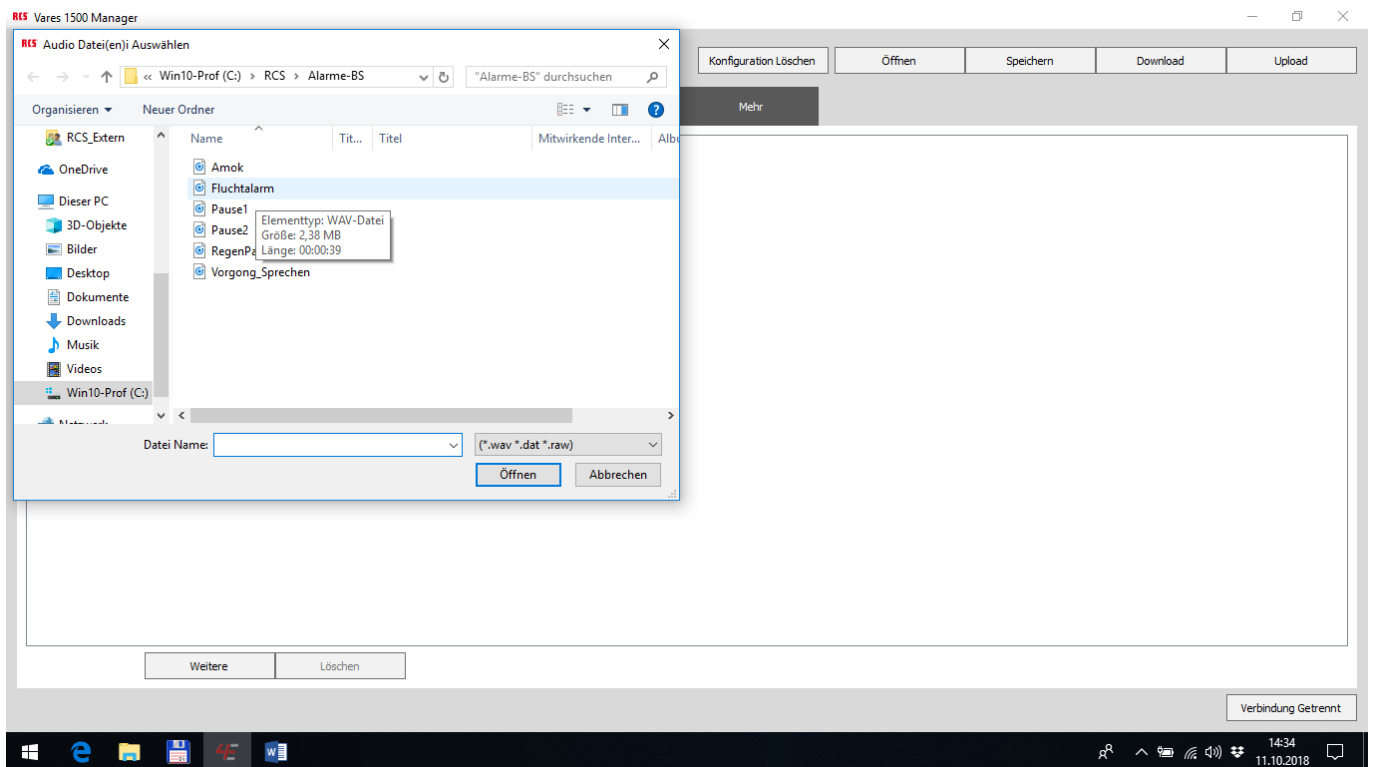 RCS Vares 1500 Manager
RCS Audio Datei(en)i Auswählen
« Win10-Prof (C:) › RCS › Alarme-BS
"Alarme-BS" durchsuchen
Konfiguration Löschen
Öffnen
Speichern
Download
Upload
Organisieren
Neuer Ordner
Mehr
RCS_Extern
OneDrive
Dieser PC
3D-Objekte
Bilder
Desktop
Dokumente
Downloads
Musik
Videos
Win10-Prof (C:)
Name
Tit...
Titel
Mitwirkende Inter...
Amok
Fluchtalarm
Pause1
Pause2
Vorgong_Sprechen
Elementtyp: WAV-Datei
Größe: 2,38 MB
Länge: 00:00:39
Datei Name:
(*.wav *.dat *.raw)
Öffnen
Abbrechen
Weitere
Löschen
Verbindung Getrennt
14:34
11.10.2018